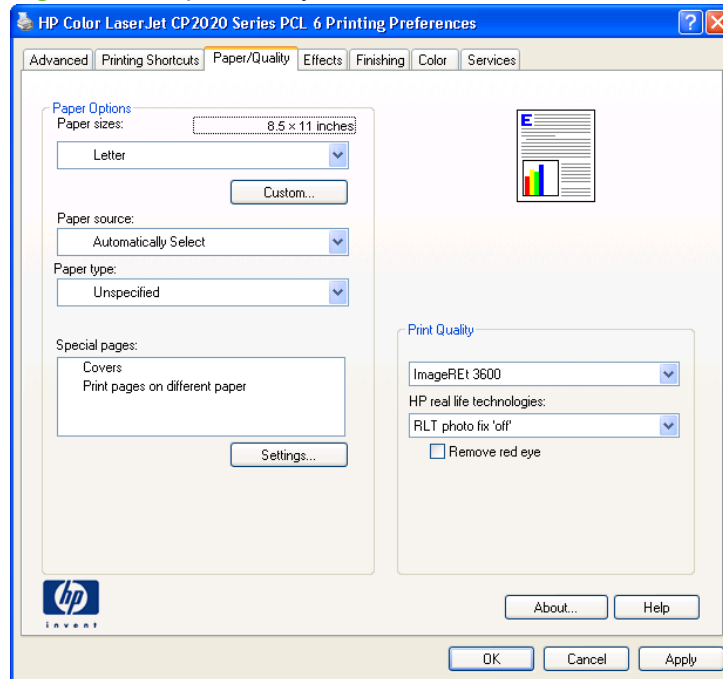 HP Color LaserJet CP2020 Series PCL 6 Printing Preferences
Advanced Printing Shortcuts Paper/Quality Effects Finishing Color Services
Paper Options
Paper sizes: 8.5 × 11 inches
Letter
Custom...
Paper source:
Automatically Select
Paper type:
Unspecified
Special pages:
Covers
Print pages on different paper
Settings...
E
Print Quality
ImageREt 3600
HP real life technologies:
RLT photo fix 'off'
Remove red eye
hp
invent
About... Help
OK Cancel Apply